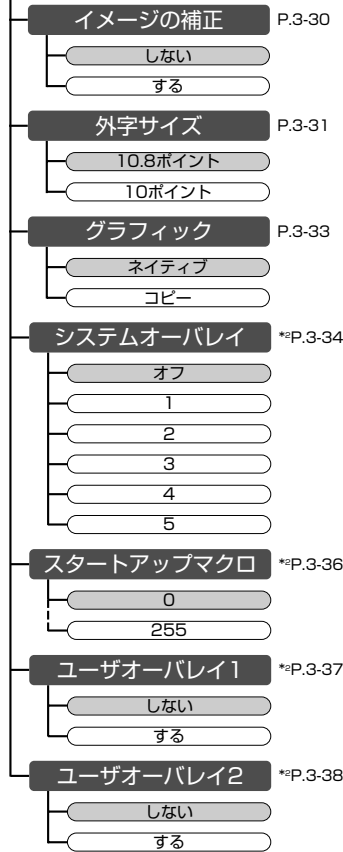 イメージの補正 P.3-30
しない
する
外字サイズ P.3-31
10.8ポイント
10ポイント
グラフィック P.3-33
ネイティブ
コピー
システムオーバレイ *2P.3-34
オフ
1
2
3
4
5
スタートアップマクロ *2P.3-36
0
255
ユーザオーバレイ1 *2P.3-37
しない
する
ユーザオーバレイ2 *2P.3-38
しない
する